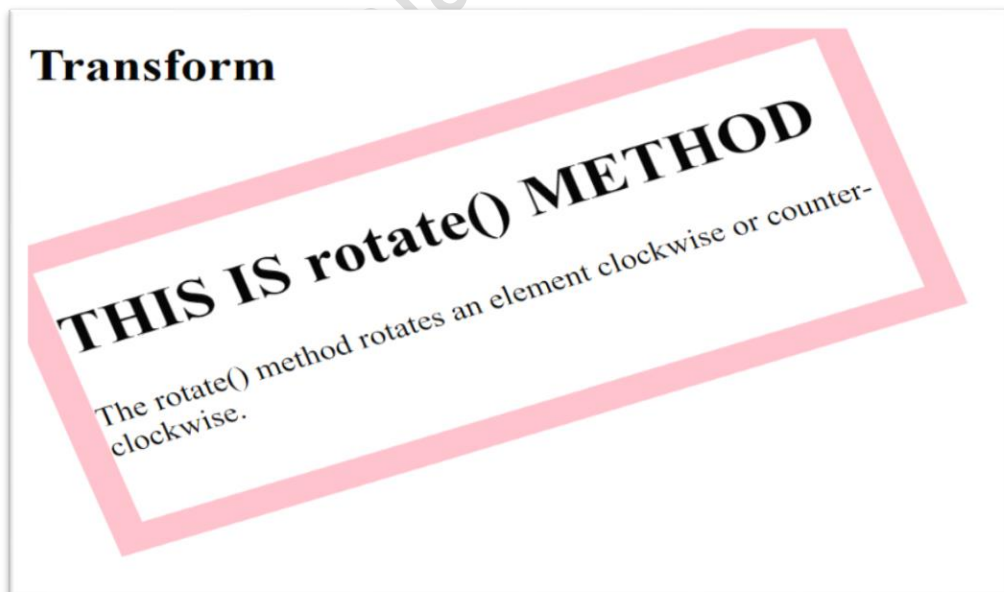 Transform
THIS IS rotate() METHOD
The rotate() method rotates an element clockwise or counter-
clockwise.